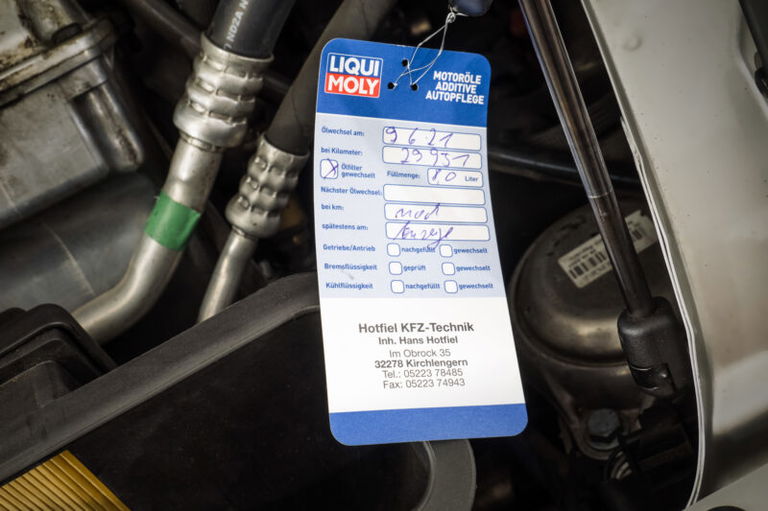 LIQUI
MOLY
MOTORÖLE
ADDITIVE
AUTOPFLEGE
Ölwechsel am: 9 6 21
bei Kilometer: 29931
Ölfilter gewechselt Füllmenge: 8,0 Liter
Nächster Ölwechsel:
bei km: nach
spätestens am: Anzeige
Getriebe/Antrieb nachgefüllt gewechselt
Bremsflüssigkeit geprüft gewechselt
Kühlflüssigkeit nachgefüllt gewechselt
Hotfiel KFZ-Technik
Inh. Hans Hotfiel
Im Obrock 35
32278 Kirchlengern
Tel.: 05223 78485
Fax: 05223 74943